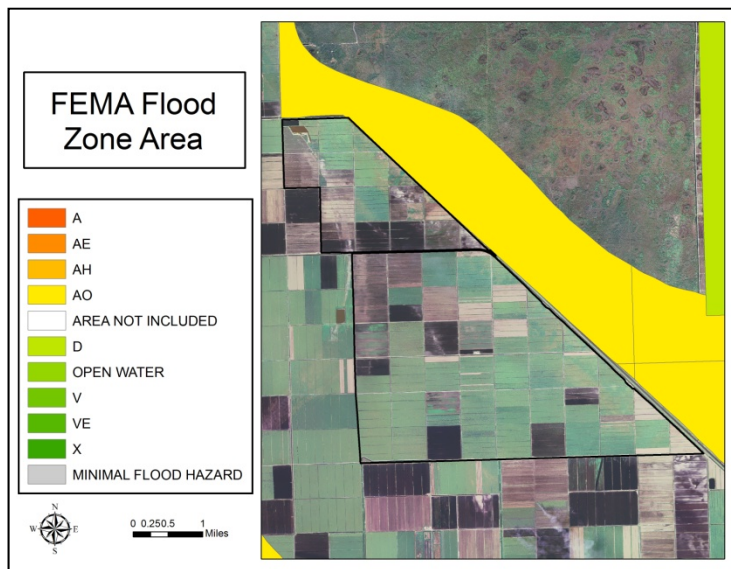 FEMA Flood
Zone Area
A
AE
AH
AO
AREA NOT INCLUDED
D
OPEN WATER
V
VE
X
MINIMAL FLOOD HAZARD
N
W E
S
0 0.250.5 1
Miles